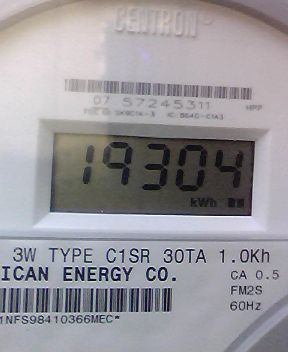 CENTRON®
07 57245311 HPP
19304
kWh
3W TYPE C1SR 30TA 1.0Kh
ICAN ENERGY CO. CA 0.5
FM2S
1NFS98410366MEC* 60Hz